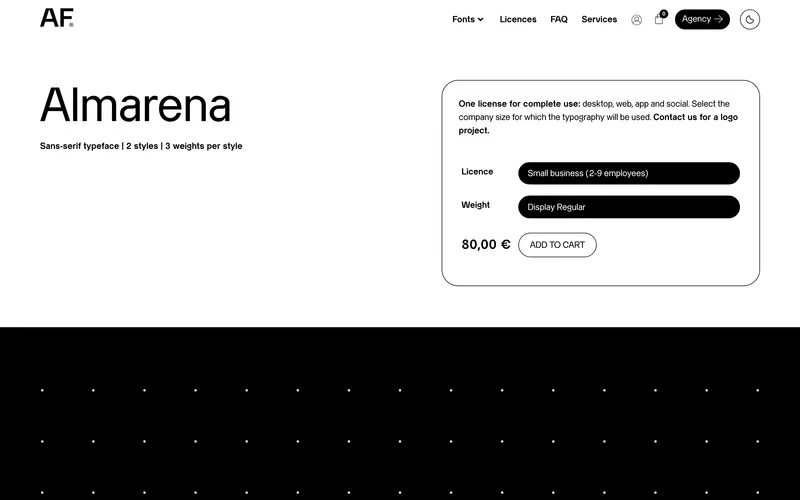 AF®
Fonts
Licences
FAQ
Services
0
Agency
Almarena
Sans-serif typeface | 2 styles | 3 weights per style
One license for complete use: desktop, web, app and social. Select the
company size for which the typography will be used. Contact us for a logo
project.
Licence
Small business (2-9 employees)
Weight
Display Regular
80,00 €
ADD TO CART